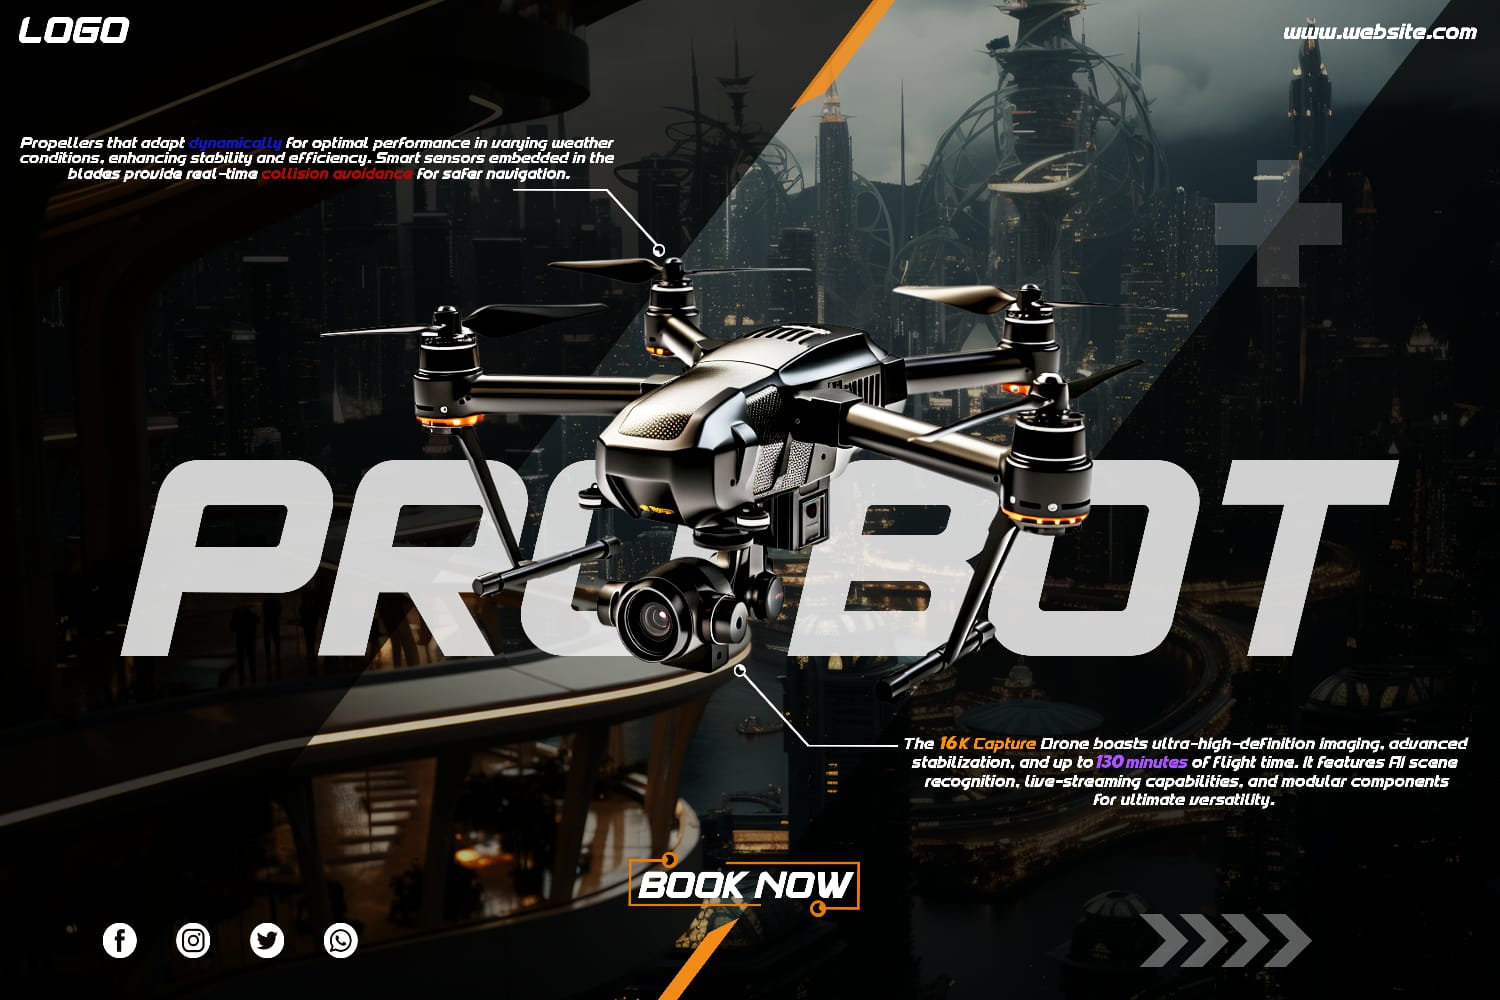 LOGO
www.website.com
Propellers that adapt dynamically for optimal performance in varying weather
conditions, enhancing stability and efficiency. Smart sensors embedded in the
blades provide real-time collision avoidance for safer navigation.
PRO BOT
The 16K Capture Drone boasts ultra-high-definition imaging, advanced
stabilization, and up to 130 minutes of flight time. It features AI scene
recognition, live-streaming capabilities, and modular components
for ultimate versatility.
BOOK NOW